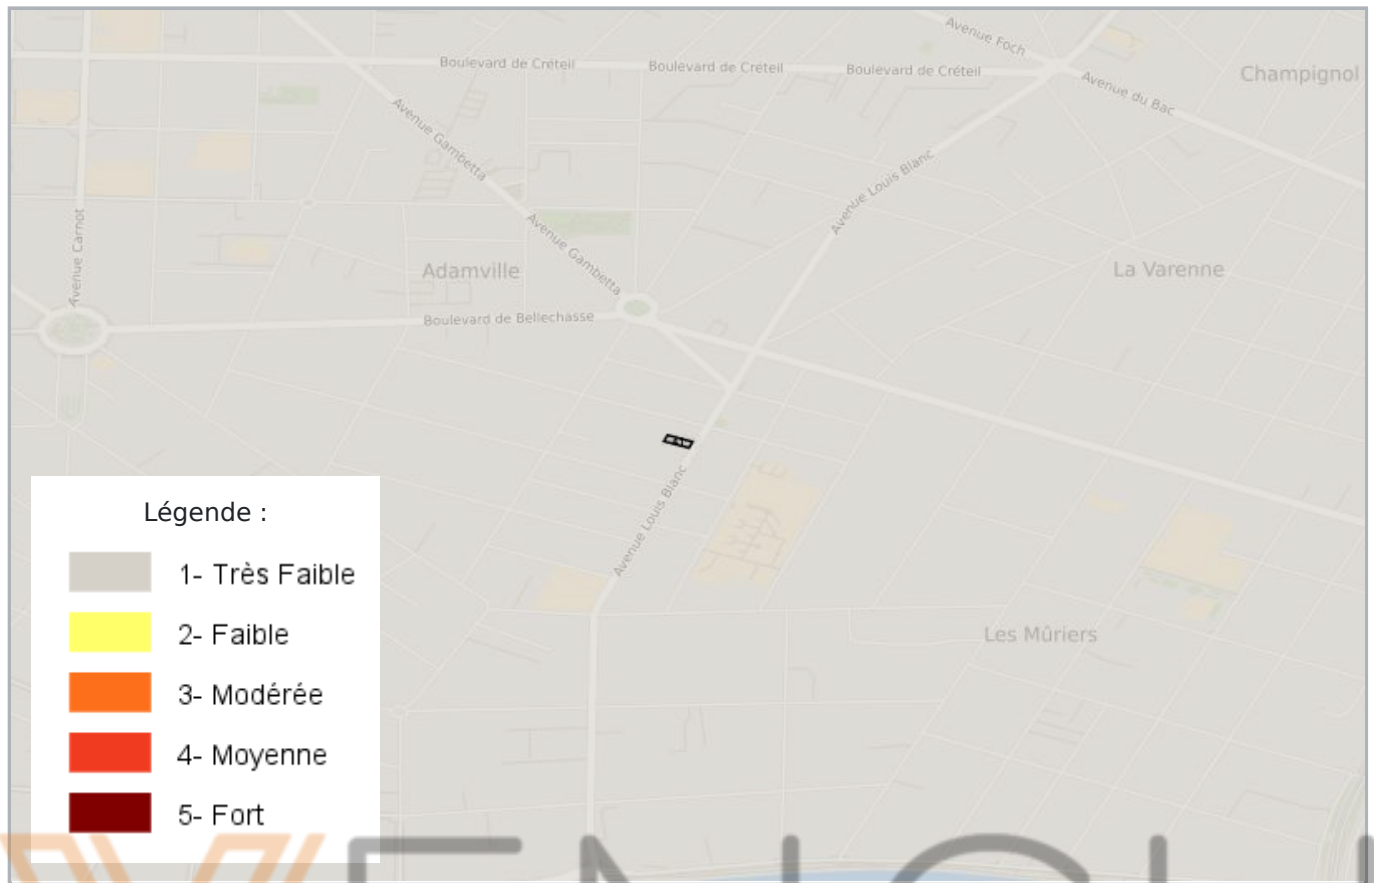 Avenue Foch
Boulevard de Créteil
Boulevard de Créteil
Boulevard de Créteil
Champignol
Avenue du Bac
Avenue Gambetta
Avenue Louis Blanc
Avenue Carnot
Avenue Gambetta
Adamville
La Varenne
Boulevard de Bellechasse
Avenue Louis Blanc
Légende :
1- Très Faible
2- Faible
3- Modérée
4- Moyenne
5- Fort
Les Mûriers